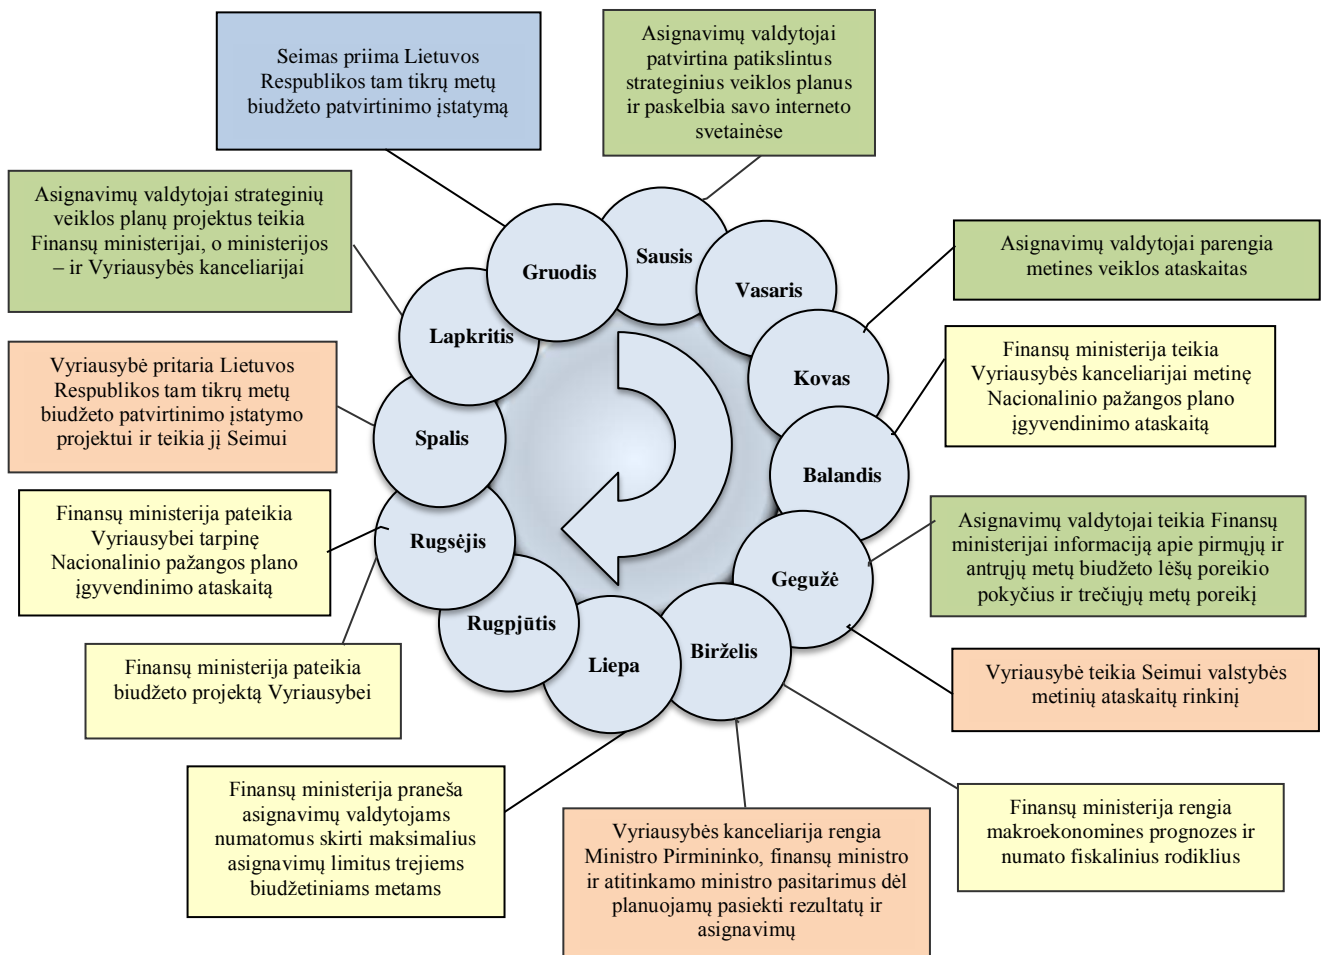 Seimas priima Lietuvos
Respublikos tam tikrų metų
biudžeto patvirtinimo įstatymą
Asignavimų valdytojai
patvirtina patikslintus
strateginius veiklos planus
ir paskelbia savo interneto
svetainėse
Asignavimų valdytojai strateginių
veiklos planų projektus teikia
Finansų ministerijai, o ministerijos
– ir Vyriausybės kanceliarijai
Asignavimų valdytojai parengia
metines veiklos ataskaitas
Vyriausybė pritaria Lietuvos
Respublikos tam tikrų metų
biudžeto patvirtinimo įstatymo
projektui ir teikia jį Seimui
Finansų ministerija teikia
Vyriausybės kanceliarijai metinę
Nacionalinio pažangos plano
įgyvendinimo ataskaitą
Finansų ministerija pateikia
Vyriausybei tarpinę
Nacionalinio pažangos plano
įgyvendinimo ataskaitą
Asignavimų valdytojai teikia Finansų
ministerijai informaciją apie pirmųjų ir
antrųjų metų biudžeto lėšų poreikio
pokyčius ir trečiųjų metų poreikį
Finansų ministerija pateikia
biudžeto projektą Vyriausybei
Vyriausybė teikia Seimui valstybės
metinių ataskaitų rinkinį
Finansų ministerija praneša
asignavimų valdytojams
numatomus skirti maksimalius
asignavimų limitus trejiems
biudžetiniams metams
Vyriausybės kanceliarija rengia
Ministro Pirmininko, finansų ministro
ir atitinkamo ministro pasitarimus dėl
planuojamų pasiekti rezultatų ir
asignavimų
Finansų ministerija rengia
makroekonomines prognozes ir
numato fiskalinius rodiklius
Sausis
Vasaris
Kovas
Balandis
Gegužė
Birželis
Liepa
Rugpjūtis
Rugsėjis
Spalis
Lapkritis
Gruodis